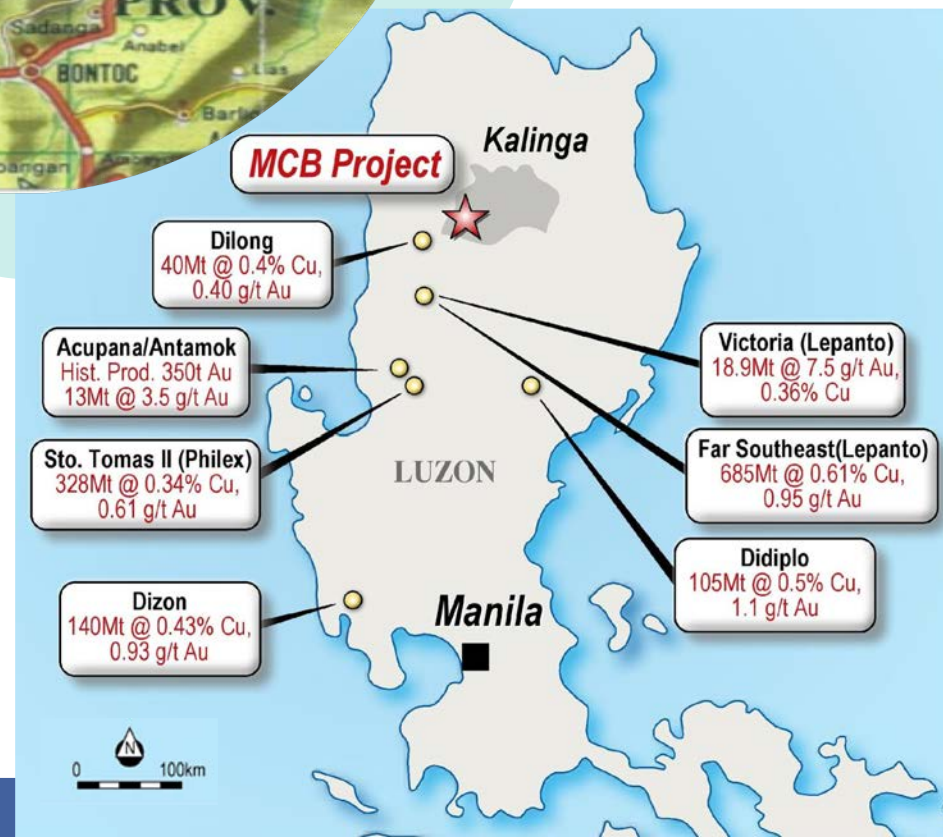 PROV.
Sadanga
Anabel
BONTOC
Lias
Kalinga
MCB Project
Dilong
40Mt @ 0.4% Cu,
0.40 g/t Au
Acupana/Antamok
Hist. Prod. 350t Au
13Mt @ 3.5 g/t Au
Victoria (Lepanto)
18.9Mt @ 7.5 g/t Au,
0.36% Cu
Sto. Tomas II (Philex)
328Mt @ 0.34% Cu,
0.61 g/t Au
LUZON
Far Southeast(Lepanto)
685Mt @ 0.61% Cu,
0.95 g/t Au
Didiplo
105Mt @ 0.5% Cu,
1.1 g/t Au
Dizon
140Mt @ 0.43% Cu,
0.93 g/t Au
Manila
N
0 100km